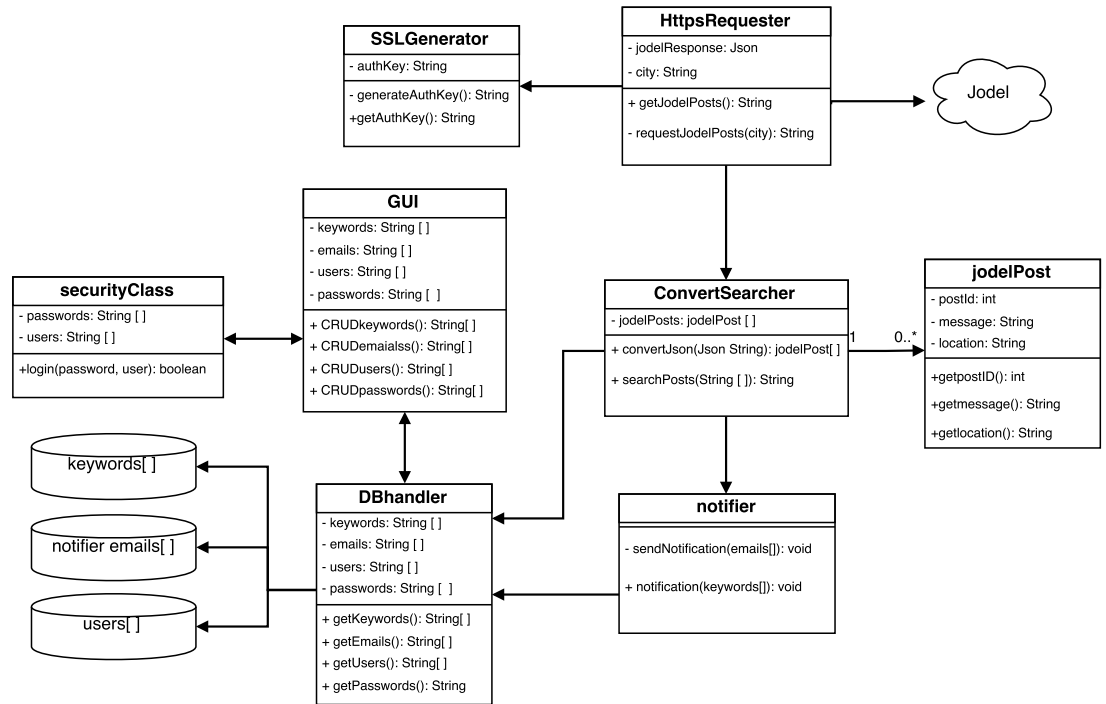 SSLGenerator
- authKey: String
- generateAuthKey(): String
+getAuthKey(): String
HttpsRequester
- jodelResponse: Json
- city: String
+ getJodelPosts(): String
- requestJodelPosts(city): String
Jodel
GUI
- keywords: String [ ]
- emails: String [ ]
- users: String [ ]
- passwords: String [  ]
+ CRUDkeywords(): String[ ]
+ CRUDemaialss(): String[ ]
+ CRUDusers(): String[ ]
+ CRUDpasswords(): String[ ]
securityClass
- passwords: String [ ]
- users: String [ ]
+login(password, user): boolean
ConvertSearcher
- jodelPosts: jodelPost [ ]
+ convertJson(Json String): jodelPost[ ]
+ searchPosts(String [ ]): String
1
0..*
jodelPost
- postId: int
- message: String
- location: String
+getpostID(): int
+getmessage(): String
+getlocation(): String
keywords[ ]
notifier emails[ ]
users[ ]
DBhandler
- keywords: String [ ]
- emails: String [ ]
- users: String [ ]
- passwords: String [  ]
+ getKeywords(): String[ ]
+ getEmails(): String[ ]
+ getUsers(): String[ ]
+ getPasswords(): String
notifier
- sendNotification(emails[]): void
+ notification(keywords[]): void